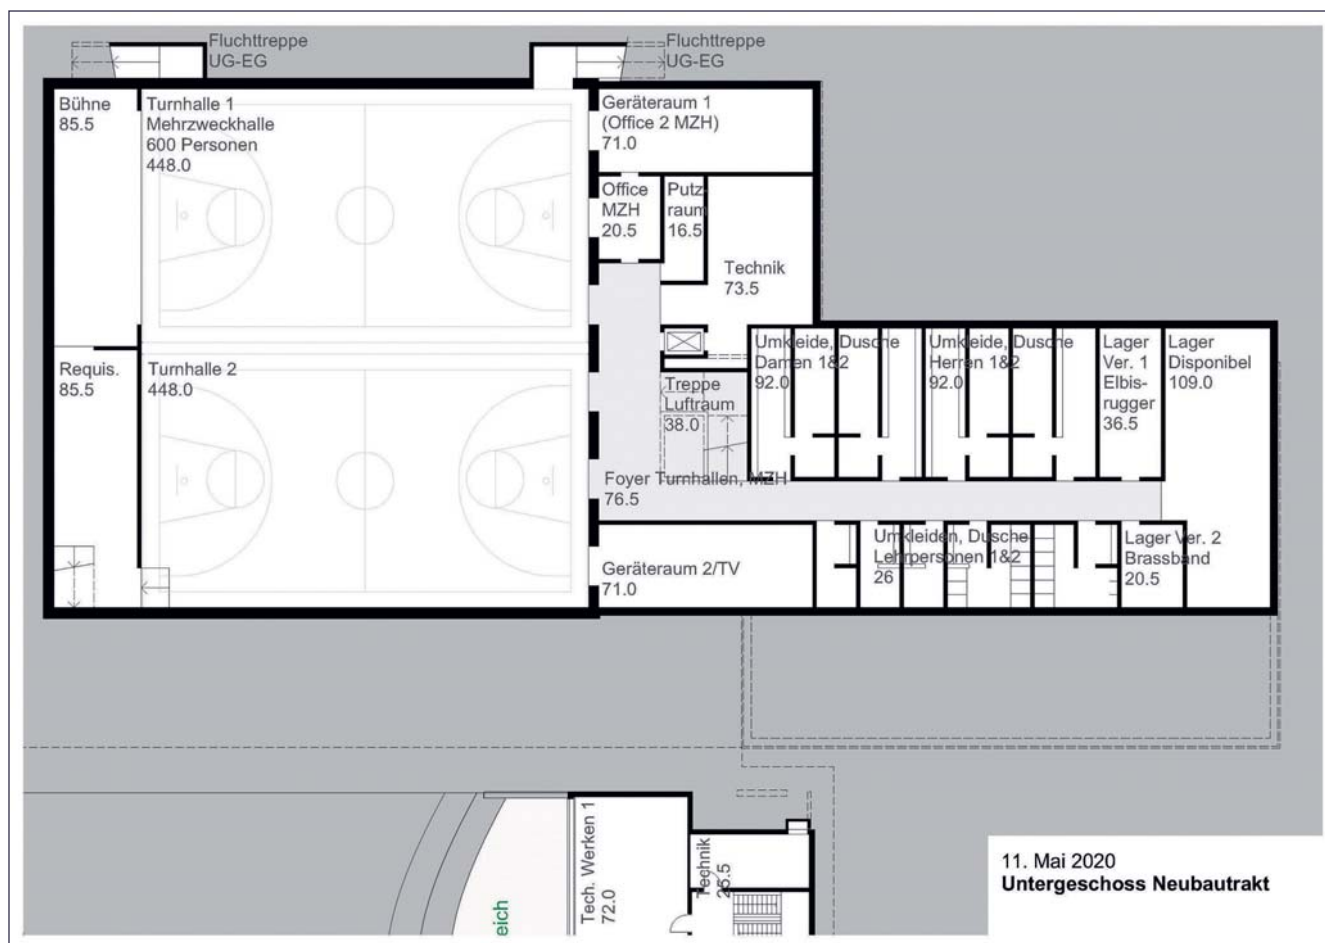 Fluchttreppe
UG-EG
Fluchttreppe
UG-EG
Bühne
85.5
Turnhalle 1
Mehrzweckhalle
600 Personen
448.0
Geräteraum 1
(Office 2 MZH)
71.0
Office
MZH
20.5
Putz-
raum
16.5
Technik
73.5
Requis.
85.5
Turnhalle 2
448.0
Treppe
Luftraum
38.0
Umkleide, Dusche
Damen 1&2
92.0
Umkleide, Dusche
Herren 1&2
92.0
Lager
Ver. 1
Elbis-
rugger
36.5
Lager
Disponibel
109.0
Foyer Turnhallen, MZH
76.5
Geräteraum 2/TV
71.0
Umkleiden, Dusche
Lehrpersonen 1&2
26
Lager Ver. 2
Brassband
20.5
eich
Tech. Werken 1
72.0
Technik
25.5
11. Mai 2020
Untergeschoss Neubautrakt